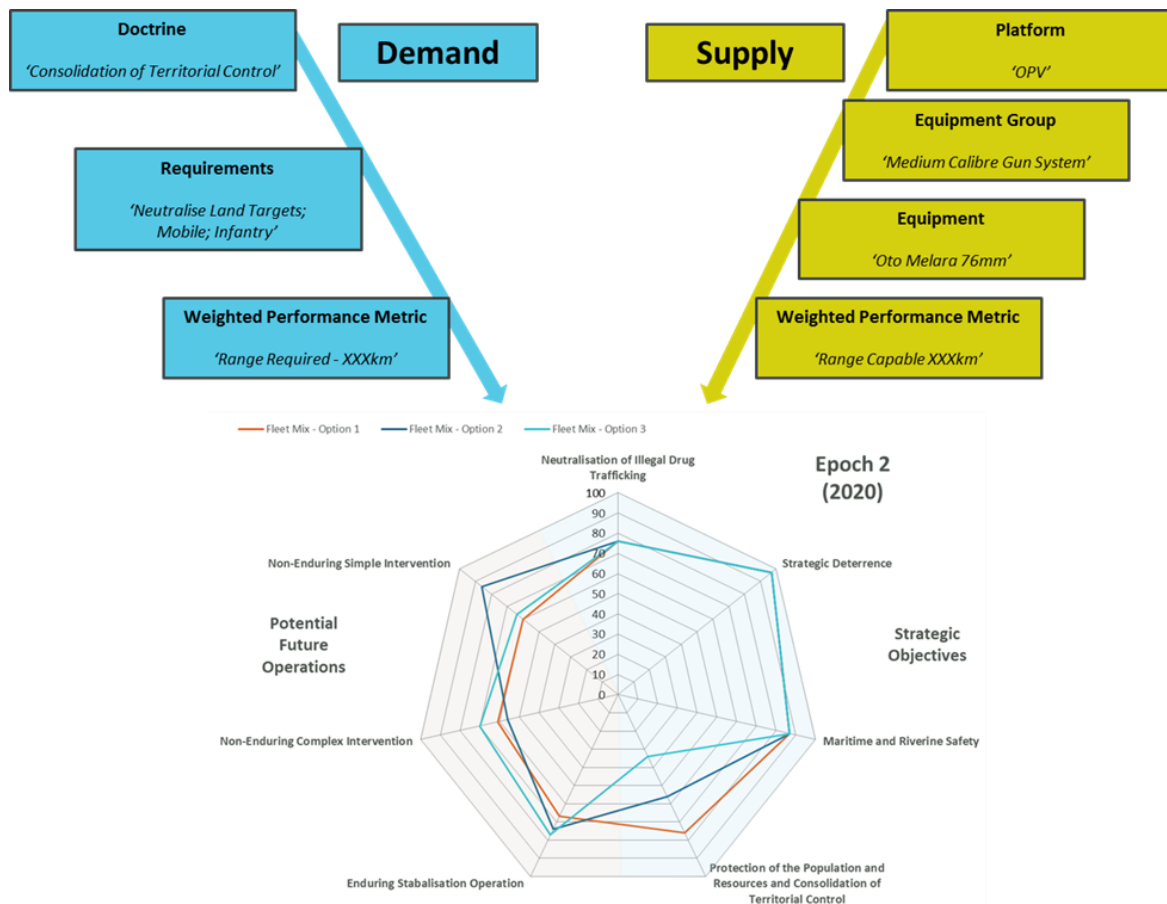 Doctrine
‘Consolidation of Territorial Control’
Demand
Supply
Platform
‘OPV’
Equipment Group
‘Medium Calibre Gun System’
Requirements
‘Neutralise Land Targets;
Mobile; Infantry’
Equipment
‘Oto Melara 76mm’
Weighted Performance Metric
‘Range Required - XXXkm’
Weighted Performance Metric
‘Range Capable XXXkm’
Fleet Mix - Option 1
Fleet Mix - Option 2
Fleet Mix - Option 3
Epoch 2
(2020)
Neutralisation of Illegal Drug
Trafficking
100
90
80
70
60
50
40
30
20
10
0
Non-Enduring Simple Intervention
Strategic Deterrence
Potential
Future
Operations
Strategic
Objectives
Non-Enduring Complex Intervention
Maritime and Riverine Safety
Enduring Stabalisation Operation
Protection of the Population and
Resources and Consolidation of
Territorial Control